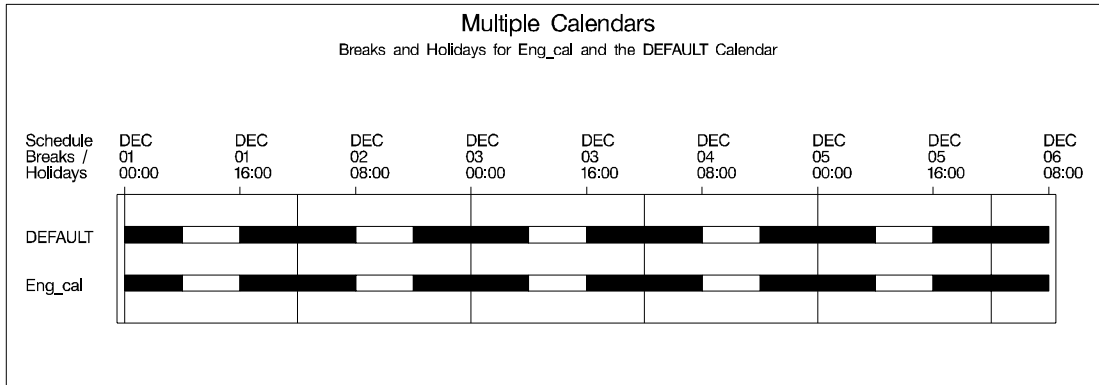 Multiple Calendars
Breaks and Holidays for Eng_cal and the DEFAULT Calendar
Schedule DEC DEC DEC DEC DEC DEC DEC DEC DEC
Breaks / 01 01 02 03 03 04 05 05 06
Holidays 00:00 16:00 08:00 00:00 16:00 08:00 00:00 16:00 08:00
DEFAULT
Eng_cal